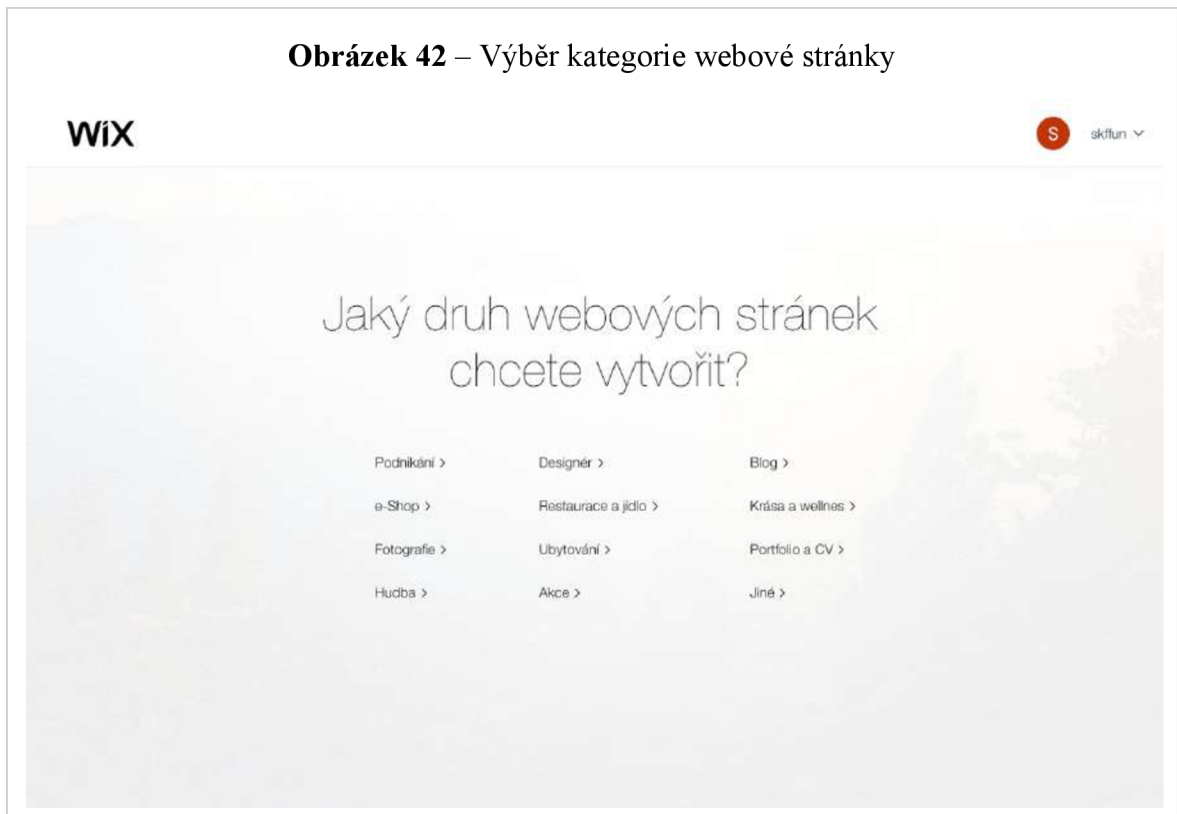 Obrázek 42 – Výběr kategorie webové stránky
WiX
S
skffun
Jaký druh webových stránek
chcete vytvořit?
Podnikání >
Designér >
Blog >
e-Shop >
Restaurace a jídlo >
Krása a wellnes >
Fotografie >
Ubytování >
Portfolio a CV >
Hudba >
Akce >
Jiné >